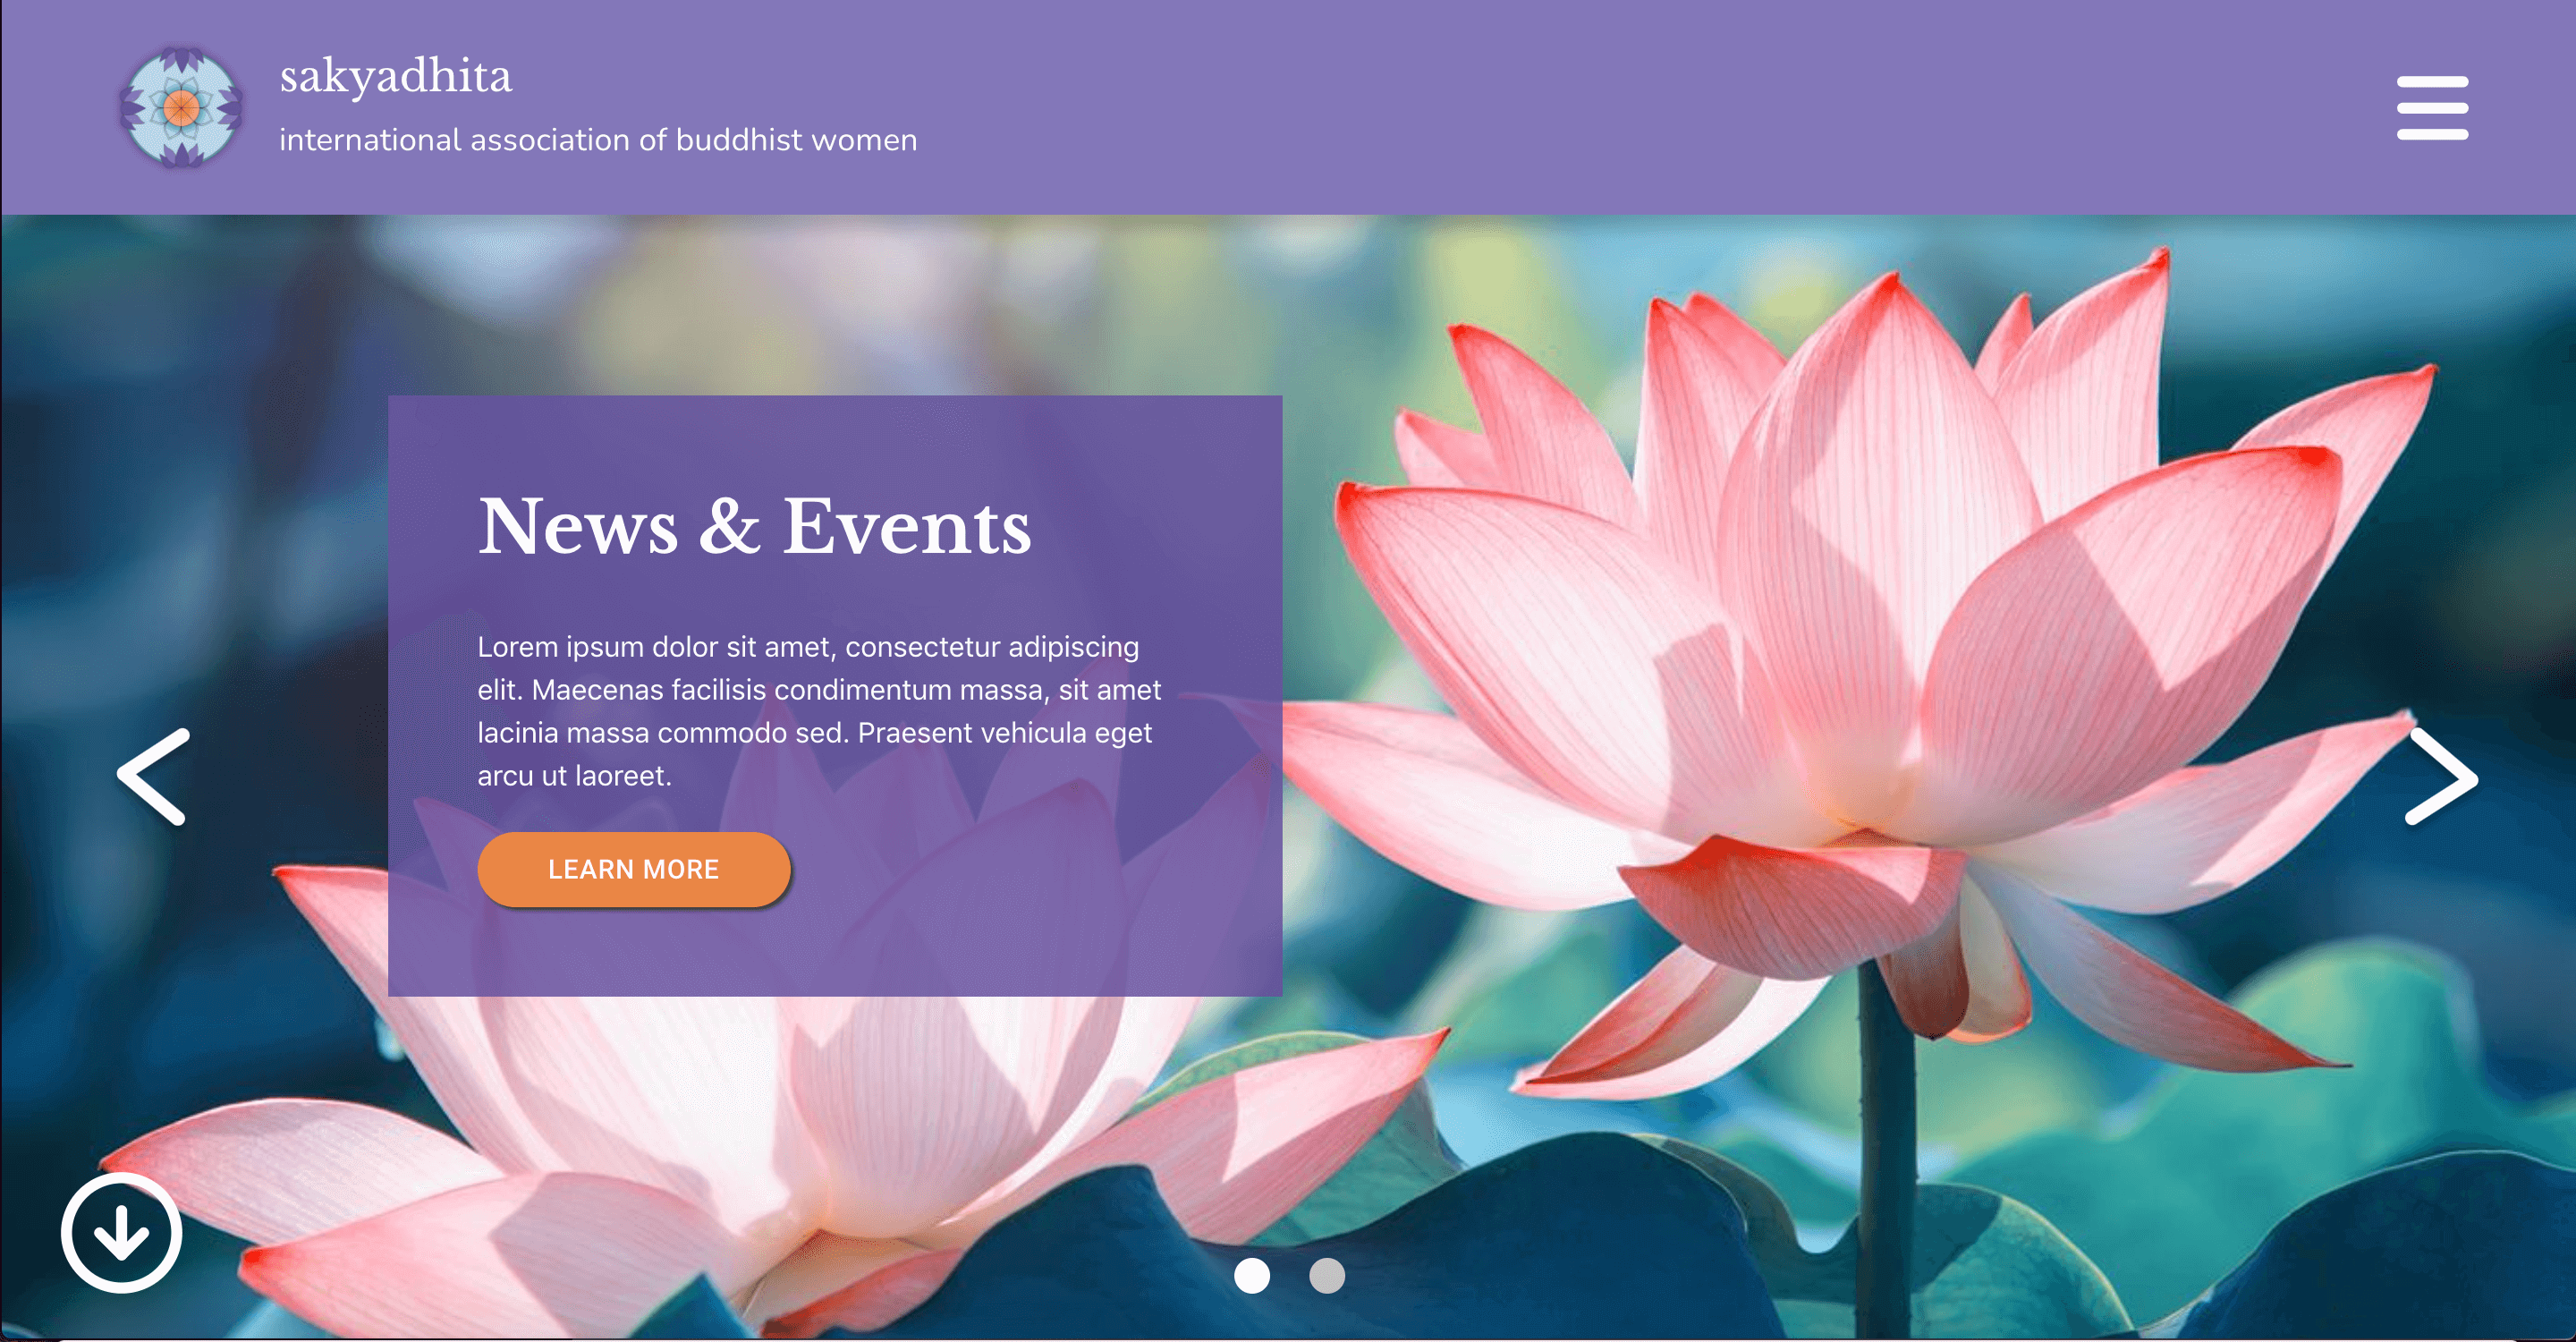 sakyadhita
international association of buddhist women
News & Events
Lorem ipsum dolor sit amet, consectetur adipiscing
elit. Maecenas facilisis condimentum massa, sit amet
lacinia massa commodo sed. Praesent vehicula eget
arcu ut laoreet.
LEARN MORE